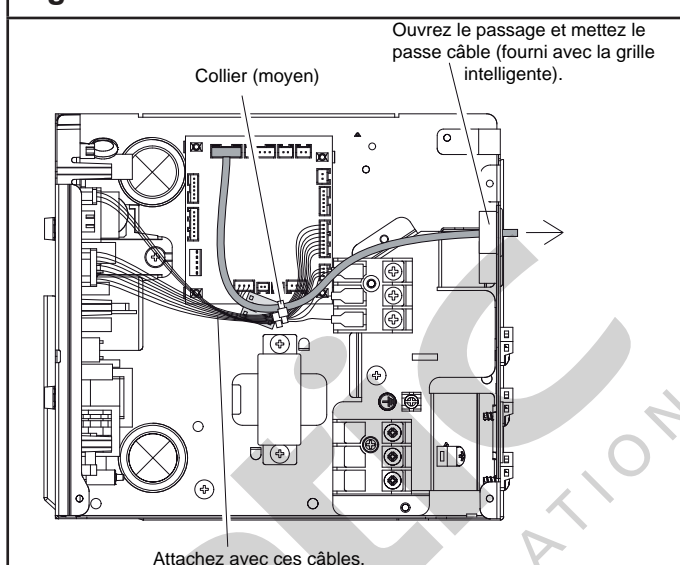 Ouvrez le passage et mettez le
passe câble (fourni avec la grille
intelligente).
Collier (moyen)
Attachez avec ces câbles.